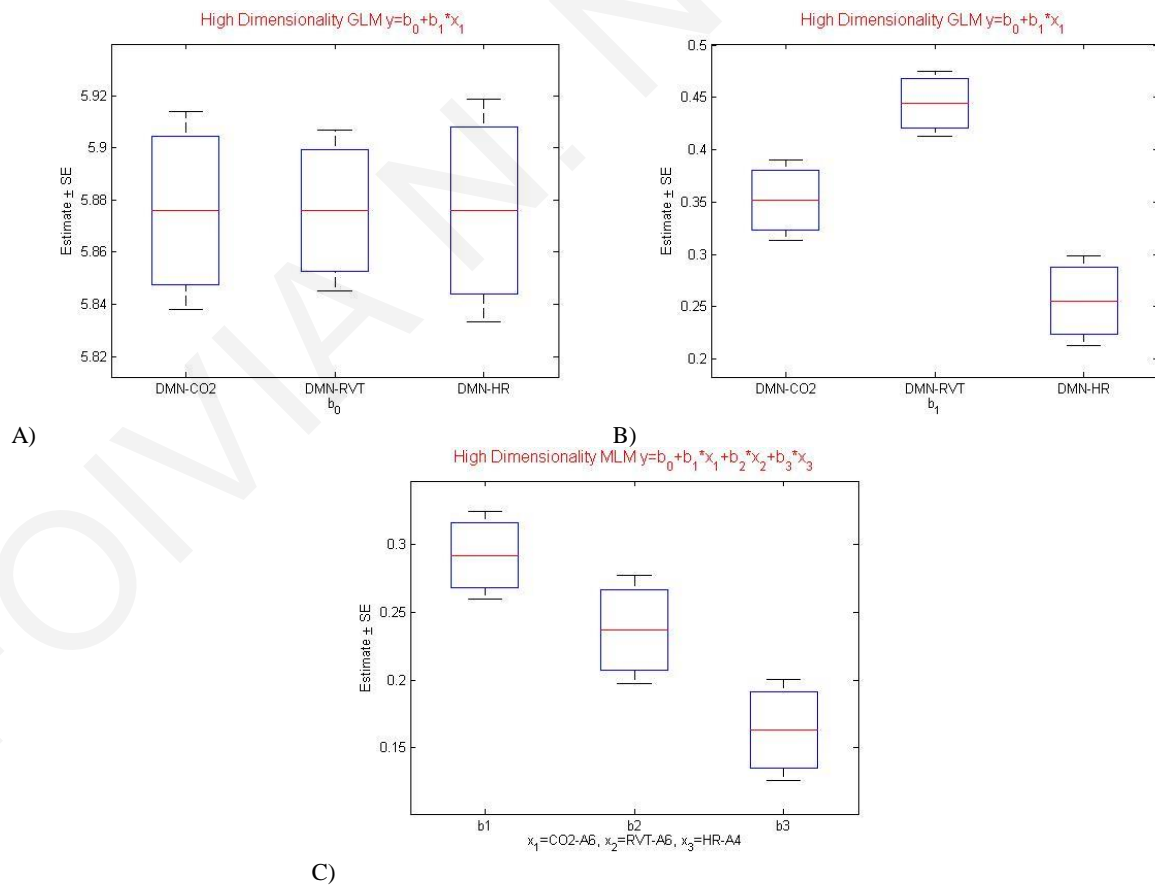 High Dimensionality GLM y=b0+b1*x1
5.92
5.9
5.88
5.86
5.84
5.82
Estimate ± SE
DMN-CO2 DMN-RVT DMN-HR
b0
A)
High Dimensionality GLM y=b0+b1*x1
0.5
0.45
0.4
0.35
0.3
0.25
0.2
Estimate ± SE
DMN-CO2 DMN-RVT DMN-HR
b1
B)
High Dimensionality MLM y=b0+b1*x1+b2*x2+b3*x3
0.3
0.25
0.2
0.15
Estimate ± SE
b1 b2 b3
x1=CO2-A6, x2=RVT-A6, x3=HR-A4
C)
OIVIA N.